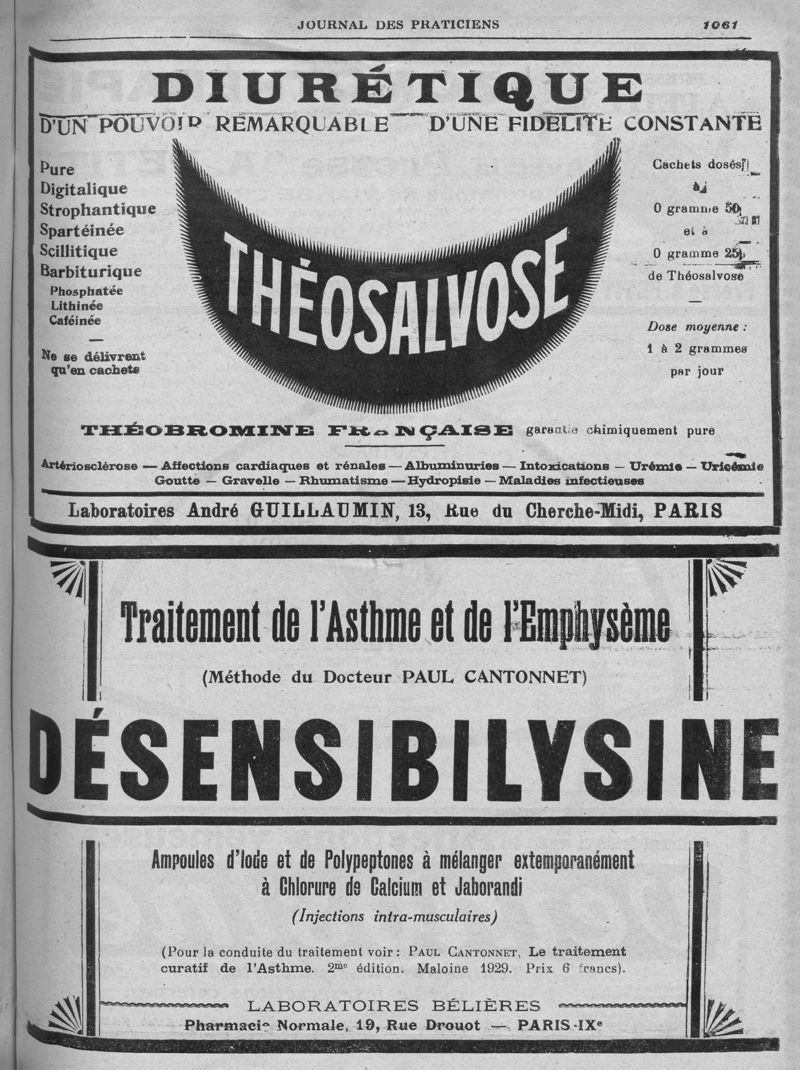 JOURNAL DES PRATICIENS 1061
DIURÉTIQUE
D'UN POUVOIR REMARQUABLE D'UNE FIDELITE CONSTANTE
Pure
Digitalique
Strophantique
Spartéinée
Scillitique
Barbiturique
Phosphatée
Lithinée
Caféinée
Ne se délivrent
qu'en cachets
THÉOSALVOSE
Cachets dosés
à
0 gramme 50
et à
0 gramme 25
de Théosalvose
Dose moyenne :
1 à 2 grammes
par jour
THÉOBROMINE FRANÇAISE garantie chimiquement pure
Artériosclérose — Affections cardiaques et rénales — Albuminuries — Intoxications — Urémie — Uricémie
Goutte — Gravelle — Rhumatisme — Hydropisie — Maladies infectieuses
Laboratoires André GUILLAUMIN, 13, Rue du Cherche-Midi, PARIS
Traitement de l'Asthme et de l'Emphysème
(Méthode du Docteur PAUL CANTONNET)
DÉSENSIBILYSINE
Ampoules d'Iode et de Polypeptones à mélanger extemporanément
à Chlorure de Calcium et Jaborandi
(Injections intra-musculaires)
(Pour la conduite du traitement voir : PAUL CANTONNET, Le traitement
curatif de l'Asthme. 2me édition. Maloine 1929. Prix 6 francs).
LABORATOIRES BÉLIÈRES
Pharmacie Normale, 19, Rue Drouot — PARIS-IXe